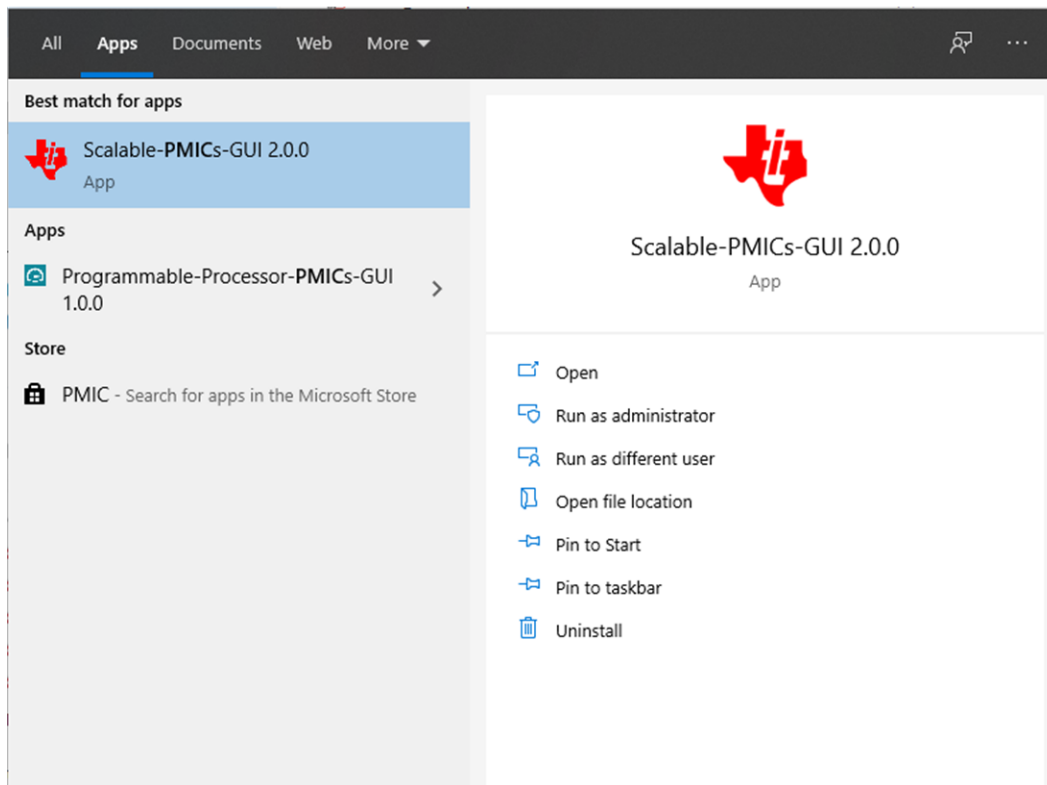 All Apps Documents Web More
Best match for apps
Scalable-PMICs-GUI 2.0.0
App
Apps
Programmable-Processor-PMICs-GUI
1.0.0
Store
PMIC - Search for apps in the Microsoft Store
Scalable-PMICs-GUI 2.0.0
App
Open
Run as administrator
Run as different user
Open file location
Pin to Start
Pin to taskbar
Uninstall